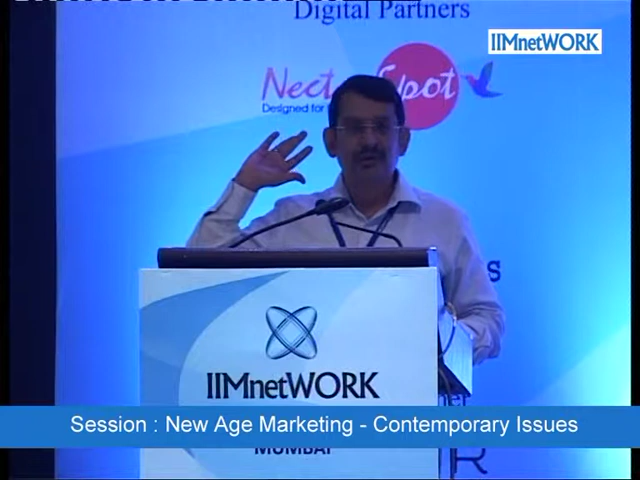 Digital Partners
IIMnetWORK
Nect Spot
Designed for
IIMnetWORK
Session : New Age Marketing - Contemporary Issues
MUMBAI